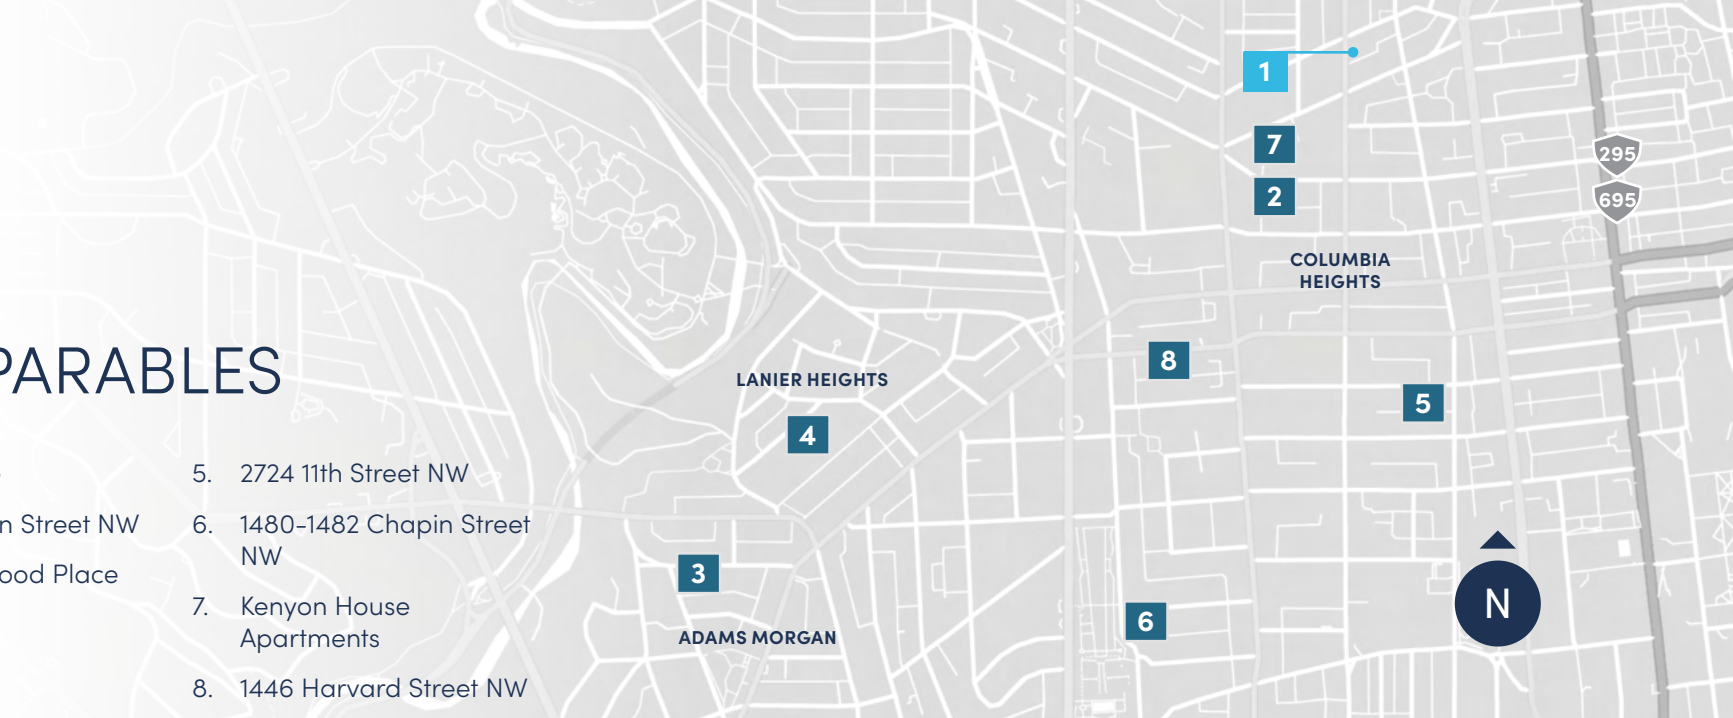 1
7
2
295
695
COLUMBIA
HEIGHTS
PARABLES
8
LANIER HEIGHTS
5
4
5. 2724 11th Street NW
n Street NW
6. 1480-1482 Chapin Street
NW
ood Place
3
7. Kenyon House
Apartments
N
6
ADAMS MORGAN
8. 1446 Harvard Street NW